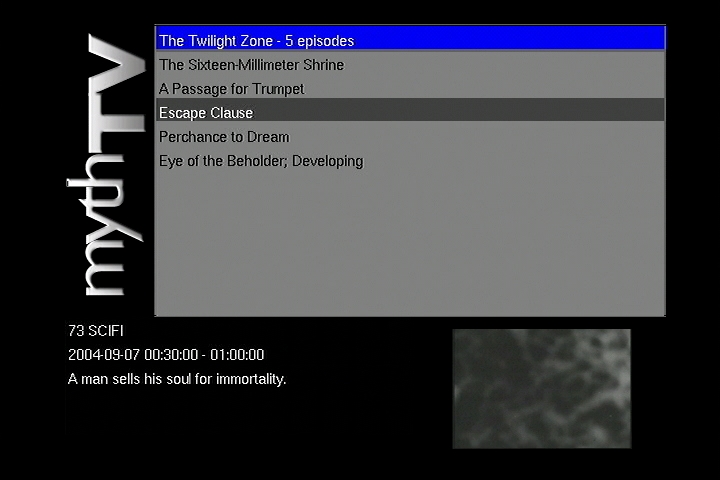 mythTV
The Twilight Zone - 5 episodes
The Sixteen-Millimeter Shrine
A Passage for Trumpet
Escape Clause
Perchance to Dream
Eye of the Beholder; Developing
73 SCIFI
2004-09-07 00:30:00 - 01:00:00
A man sells his soul for immortality.